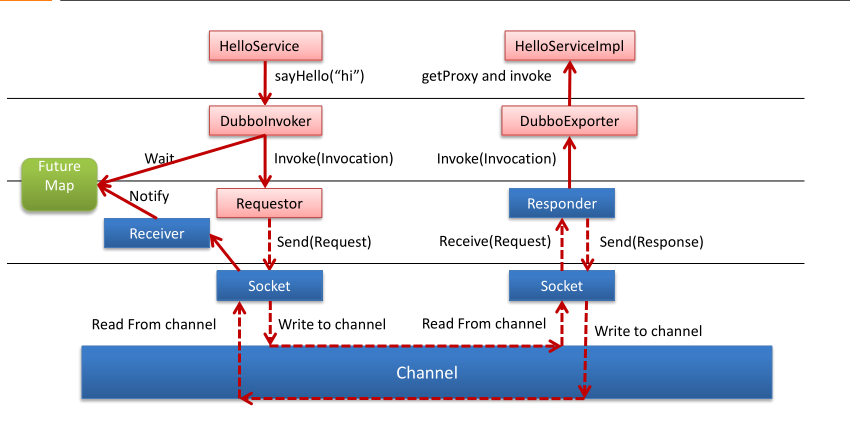 HelloService
HelloServiceImpl
sayHello(“hi”)
getProxy and invoke
DubboInvoker
DubboExporter
Wait
Invoke(Invocation)
Invoke(Invocation)
Future
Map
Notify
Requestor
Responder
Receiver
Send(Request)
Receive(Request)
Send(Response)
Socket
Socket
Read From channel
Write to channel
Read From channel
Write to channel
Channel